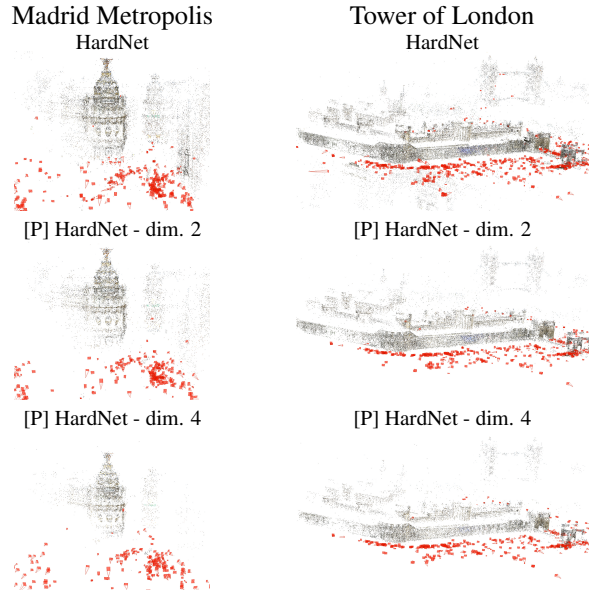 Madrid Metropolis
Tower of London
HardNet
HardNet
[P] HardNet - dim. 2
[P] HardNet - dim. 2
[P] HardNet - dim. 4
[P] HardNet - dim. 4